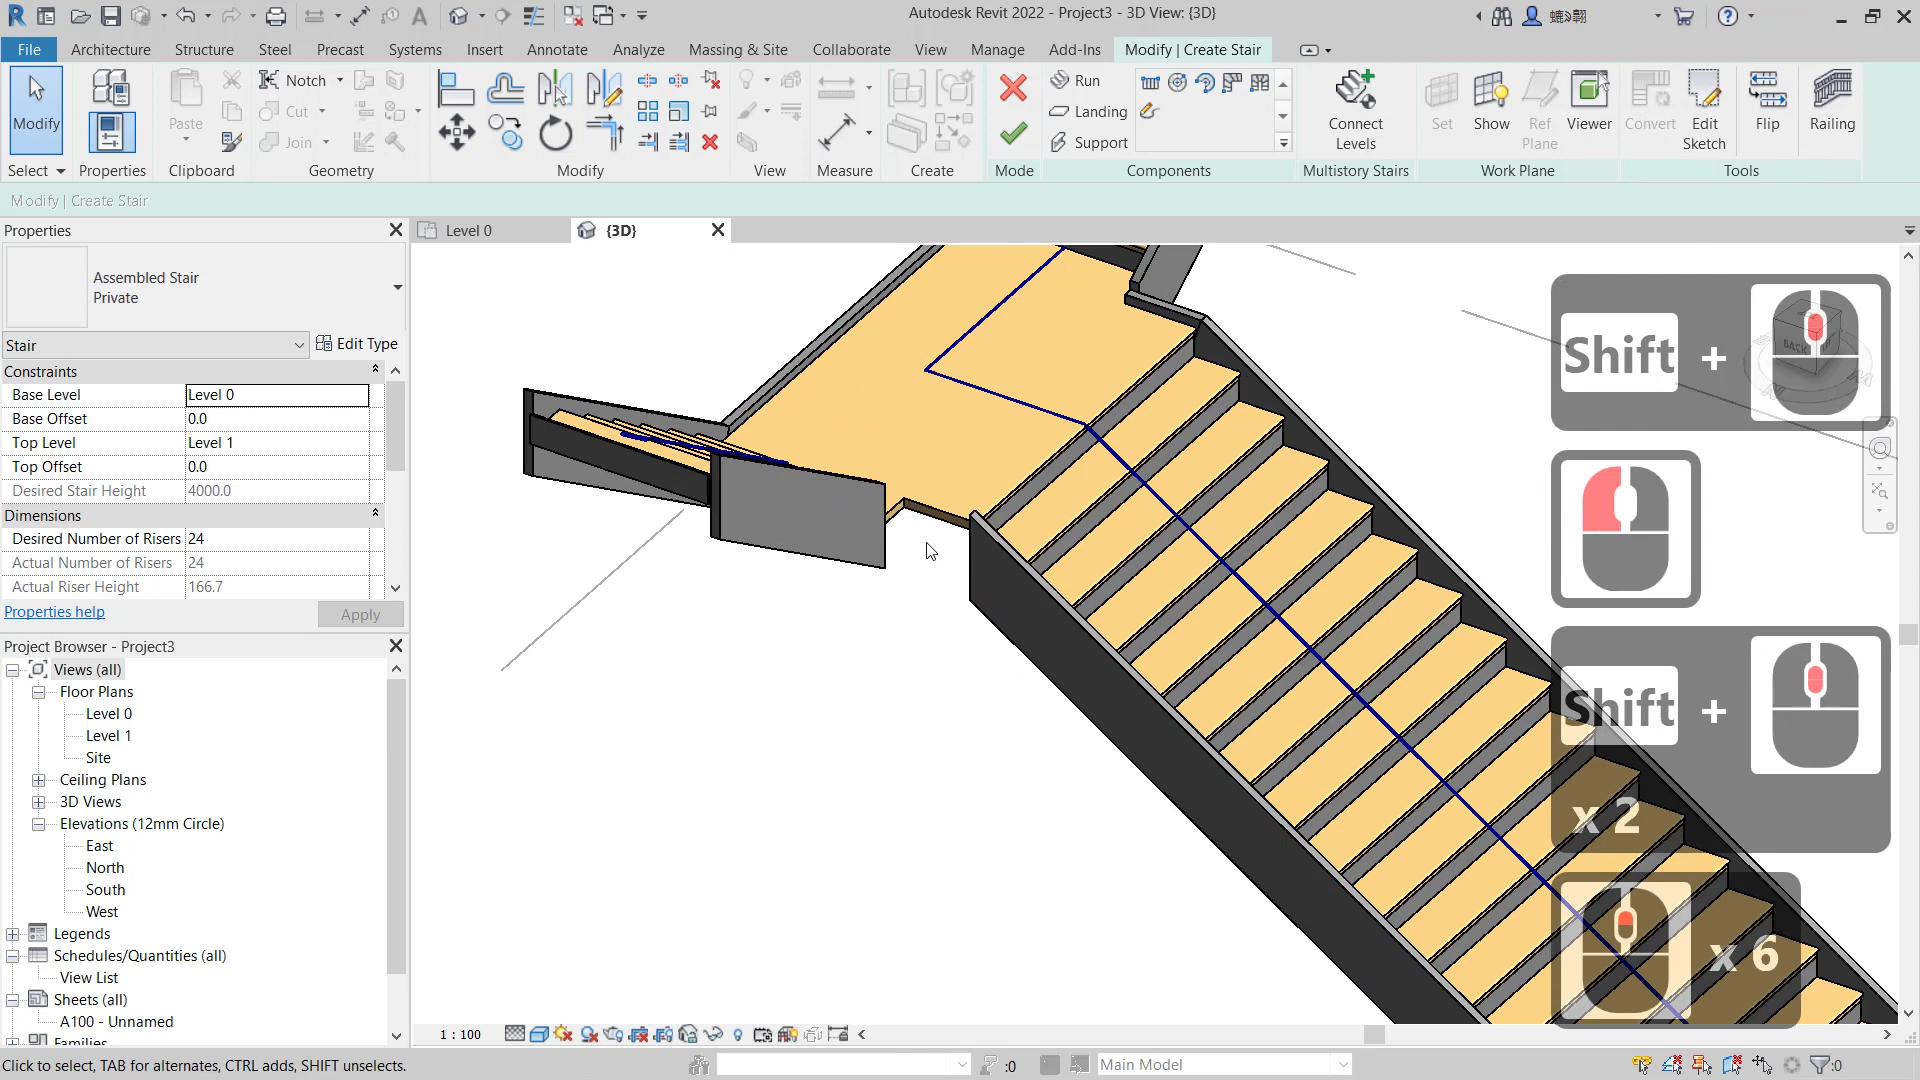 Autodesk Revit 2022 - Project3 - 3D View: {3D}
File
Architecture
Structure
Steel
Precast
Systems
Insert
Annotate
Analyze
Massing & Site
Collaborate
View
Manage
Add-Ins
Modify | Create Stair
Modify
Paste
Notch
Cut
Join
Run
Landing
Support
Connect
Levels
Set
Show
Ref
Plane
Viewer
Convert
Edit
Sketch
Flip
Railing
Select
Properties
Clipboard
Geometry
Modify
View
Measure
Create
Mode
Components
Multistory Stairs
Work Plane
Tools
Modify | Create Stair
Properties
Assembled Stair
Private
Stair
Edit Type
Constraints
Base Level
Level 0
Base Offset
0.0
Top Level
Level 1
Top Offset
0.0
Desired Stair Height
4000.0
Dimensions
Desired Number of Risers
24
Actual Number of Risers
24
Actual Riser Height
166.7
Properties help
Apply
Project Browser - Project3
Views (all)
Floor Plans
Level 0
Level 1
Site
Ceiling Plans
3D Views
Elevations (12mm Circle)
East
North
South
West
Legends
Schedules/Quantities (all)
View List
Sheets (all)
A100 - Unnamed
Families
Level 0
{3D}
Shift +
Shift +
x 2
x 6
1 : 100
Click to select, TAB for alternates, CTRL adds, SHIFT unselects.
:0
Main Model
:0